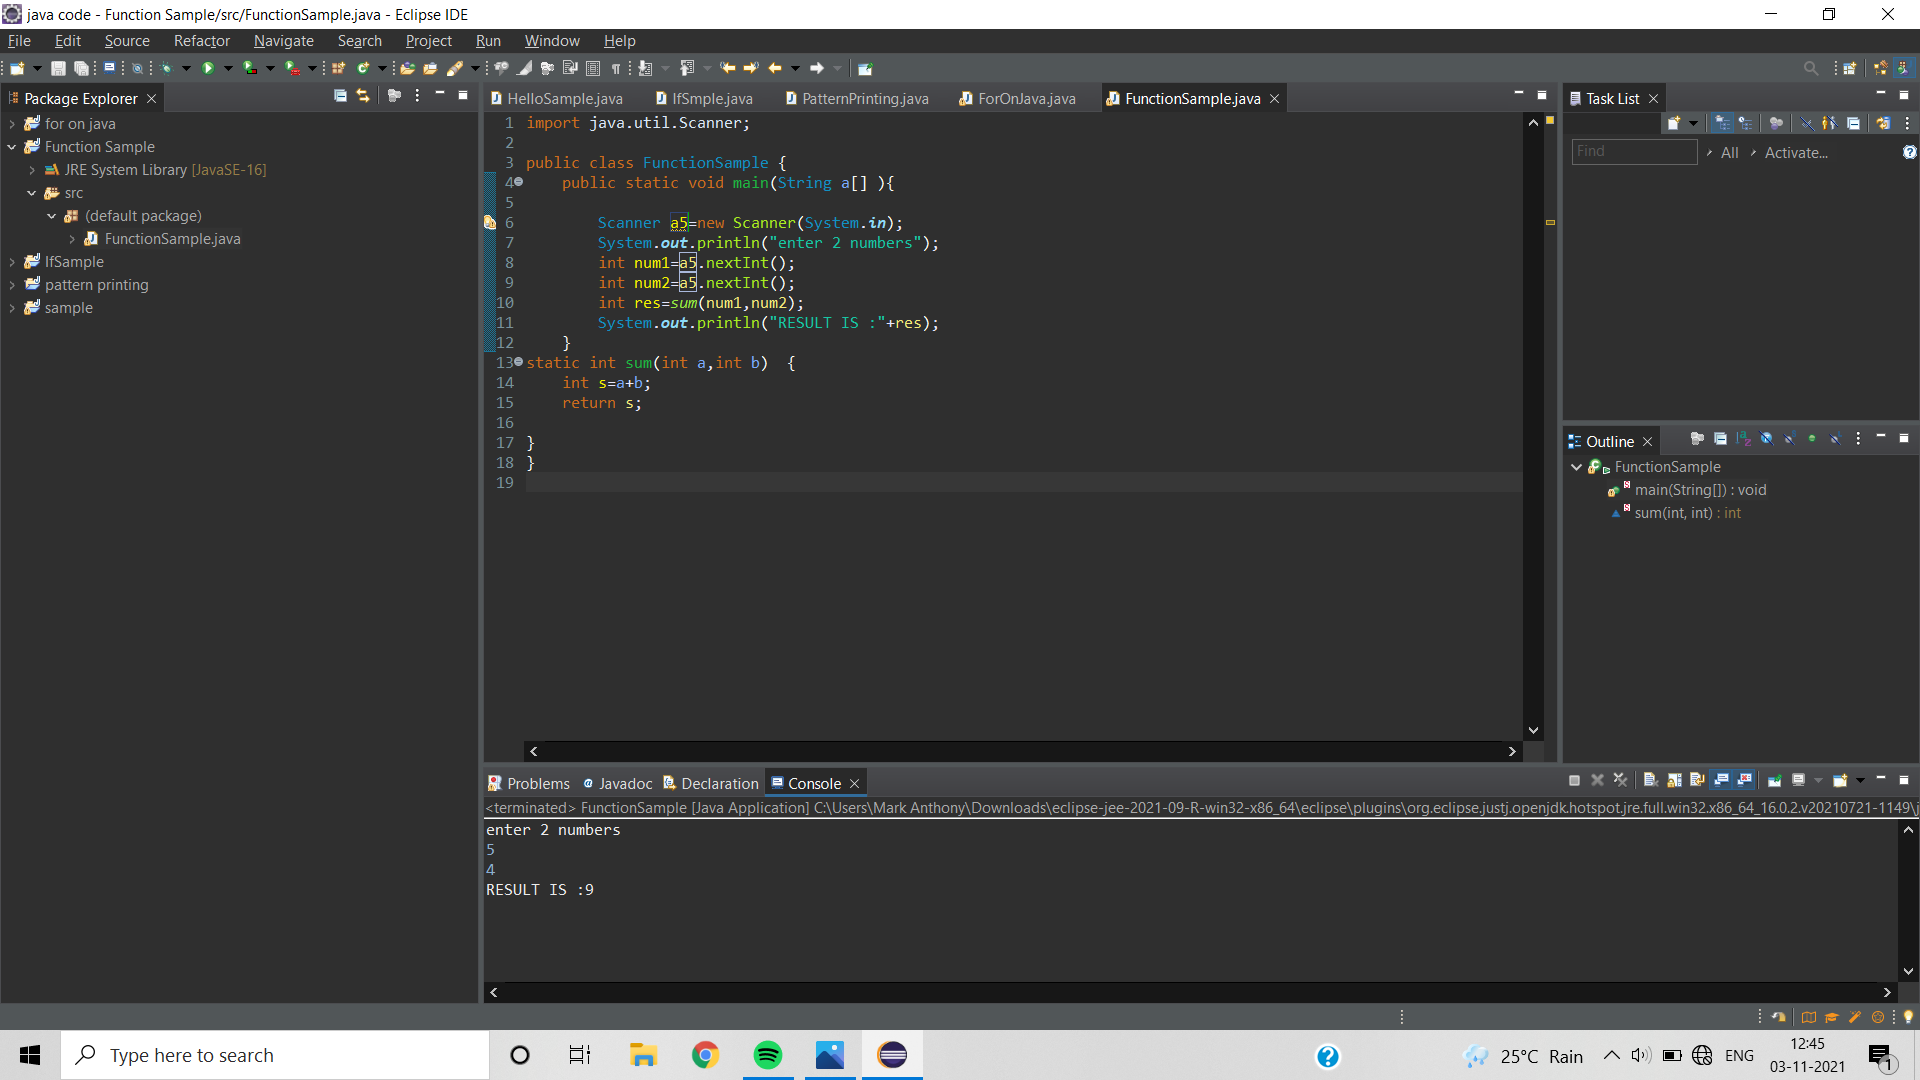 java code - Function Sample/src/FunctionSample.java - Eclipse IDE
File Edit Source Refactor Navigate Search Project Run Window Help
Package Explorer
for on java
Function Sample
JRE System Library [JavaSE-16]
src
(default package)
FunctionSample.java
IfSample
pattern printing
sample
HelloSample.java IfSmple.java PatternPrinting.java ForOnJava.java FunctionSample.java
1 import java.util.Scanner;
2
3 public class FunctionSample {
4 public static void main(String a[] ){
5
6 Scanner a5=new Scanner(System.in);
7 System.out.println("enter 2 numbers");
8 int num1=a5.nextInt();
9 int num2=a5.nextInt();
10 int res=sum(num1,num2);
11 System.out.println("RESULT IS :"+res);
12 }
13 static int sum(int a,int b)  {
14 int s=a+b;
15 return s;
16
17 }
18 }
19
Task List
Find All Activate...
Outline
FunctionSample
main(String[]) : void
sum(int, int) : int
Problems Javadoc Declaration Console
<terminated> FunctionSample [Java Application] C:\Users\Mark Anthony\Downloads\eclipse-jee-2021-09-R-win32-x86_64\eclipse\plugins\org.eclipse.justj.openjdk.hotspot.jre.full.win32.x86_64_16.0.2.v20210721-1149\j
enter 2 numbers
5
4
RESULT IS :9
Type here to search
25°C Rain
ENG
12:45
03-11-2021
1